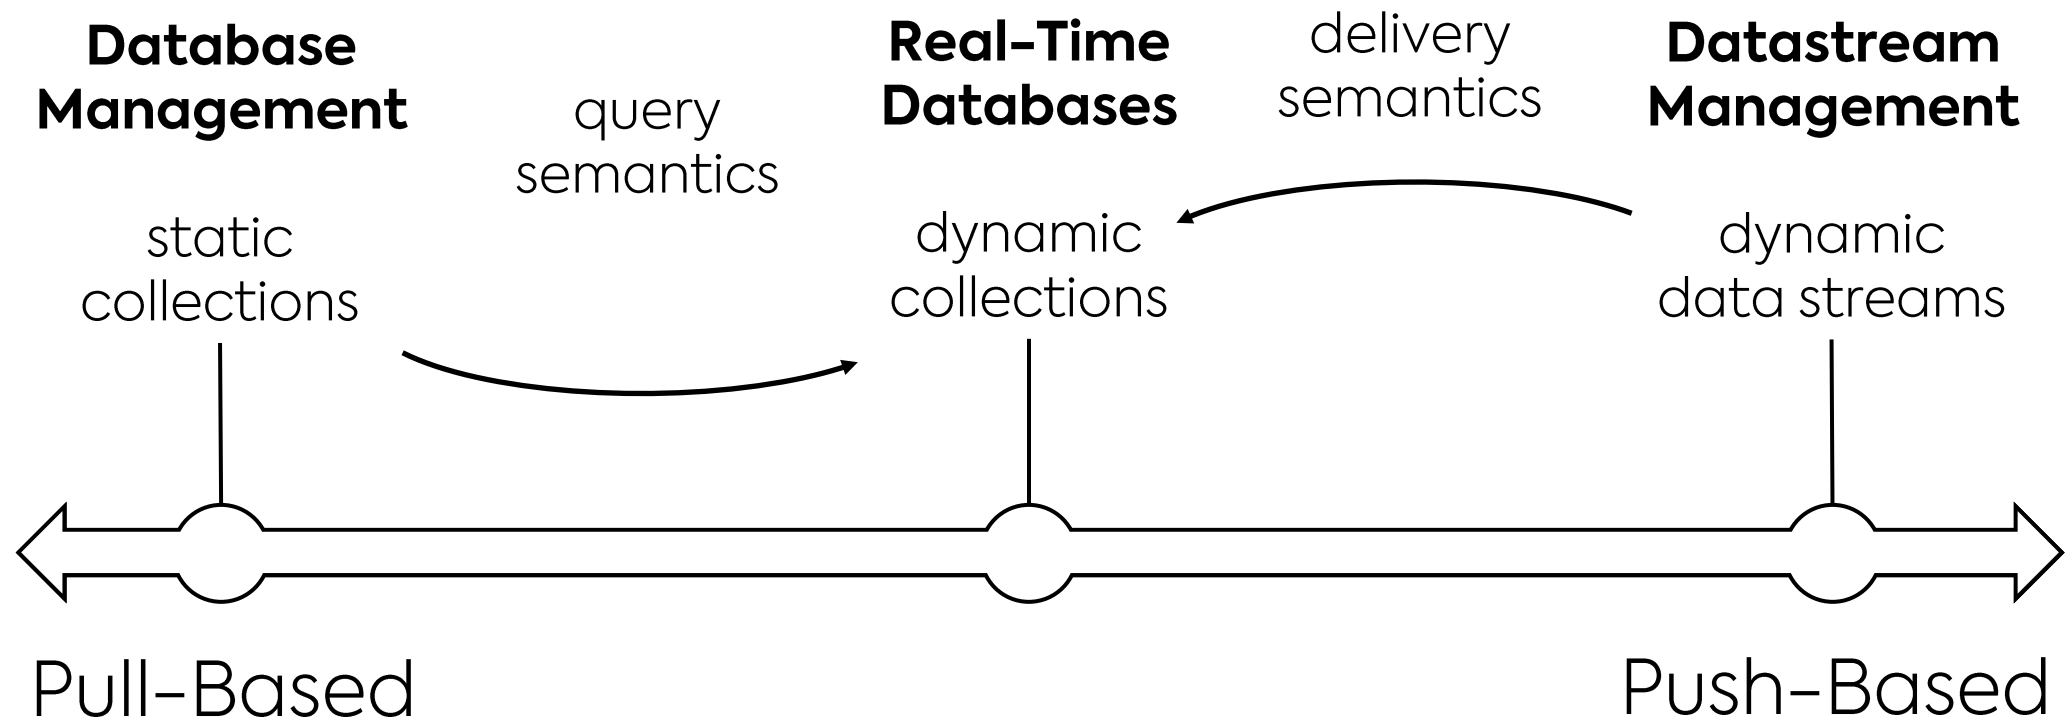 Database
Management
query
semantics
static
collections
Real-Time
Databases
dynamic
collections
delivery
semantics
Datastream
Management
dynamic
data streams
Pull-Based
Push-Based